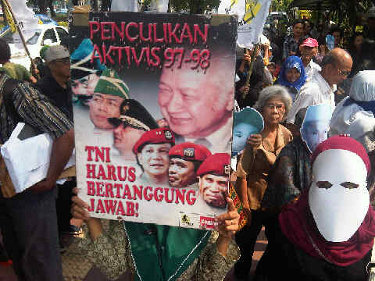 PENCULIKAN
AKTIVIS 97-98
TNI
HARUS
BERTANGGUNG
JAWAB!